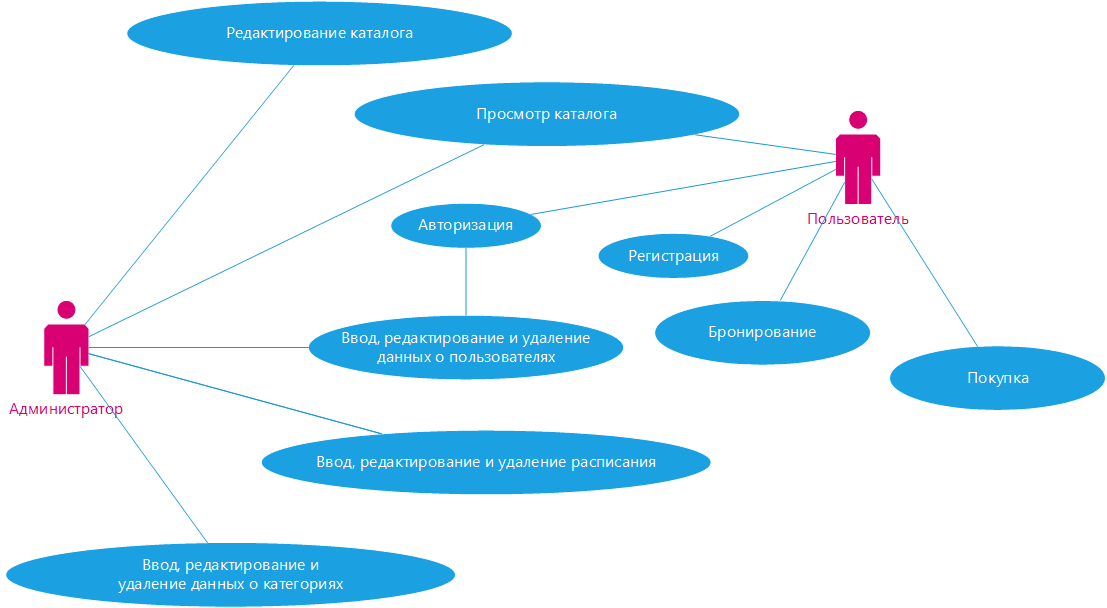 Редактирование каталога
Просмотр каталога
Пользователь
Авторизация
Регистрация
Бронирование
Ввод, редактирование и удаление
данных о пользователях
Покупка
Администратор
Ввод, редактирование и удаление расписания
Ввод, редактирование и
удаление данных о категориях